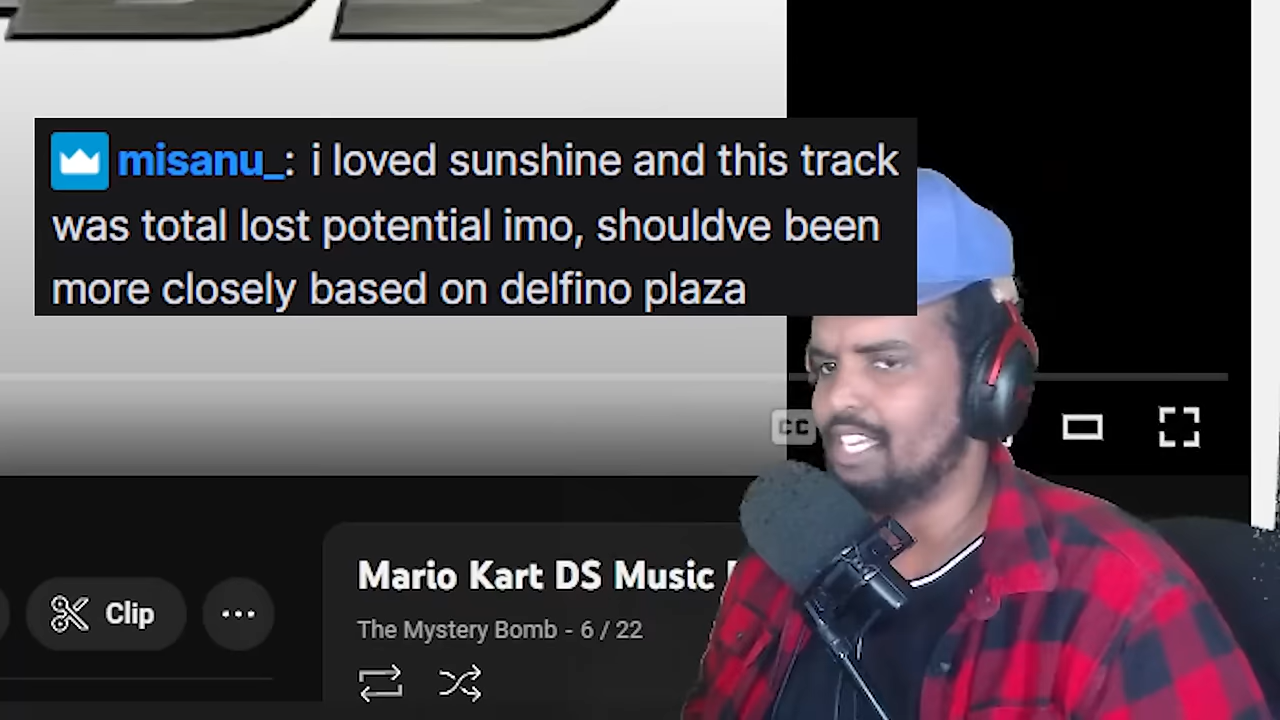 misanu_: i loved sunshine and this track
was total lost potential imo, shouldve been
more closely based on delfino plaza
CC
Clip
Mario Kart DS Music
The Mystery Bomb - 6 / 22